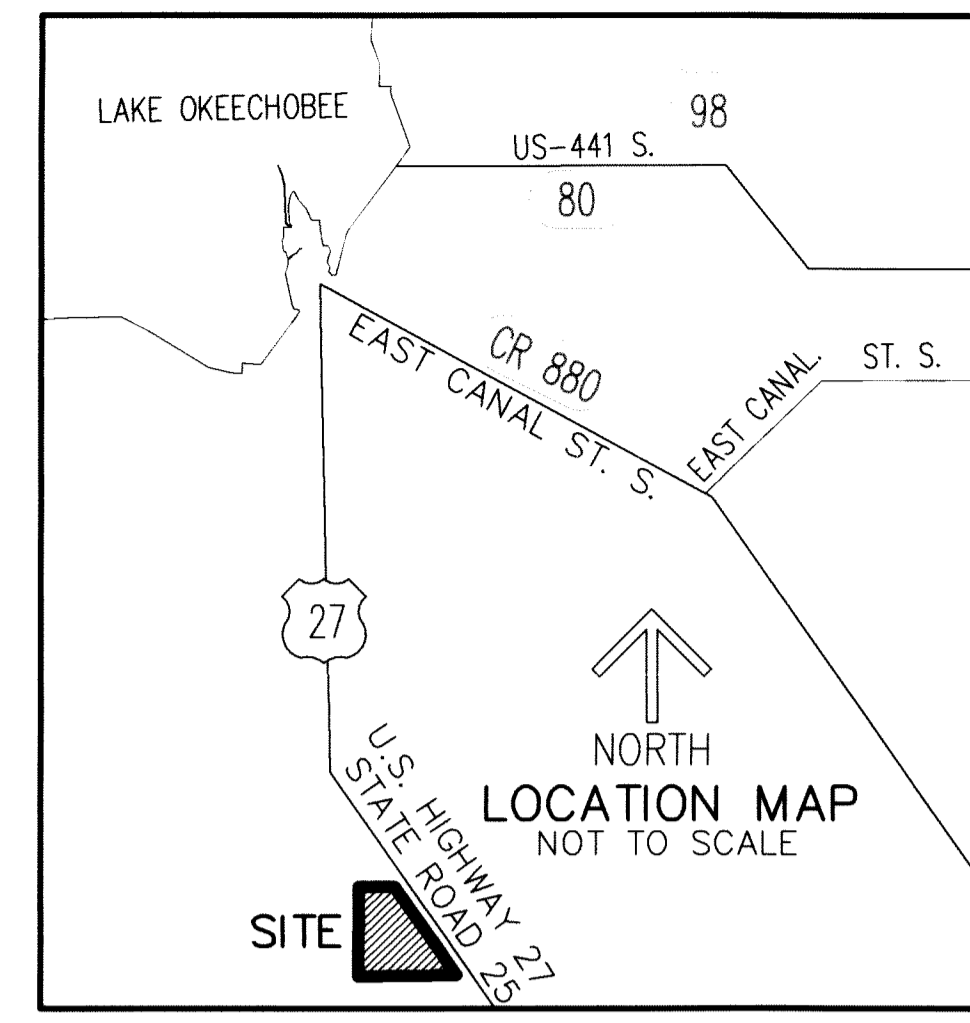 LAKE OKEECHOBEE
98
US-441 S.
80
CR 880
EAST CANAL ST. S.
EAST CANAL.
ST. S.
27
U.S. HIGHWAY 27
STATE ROAD 25
NORTH
LOCATION MAP
NOT TO SCALE
SITE